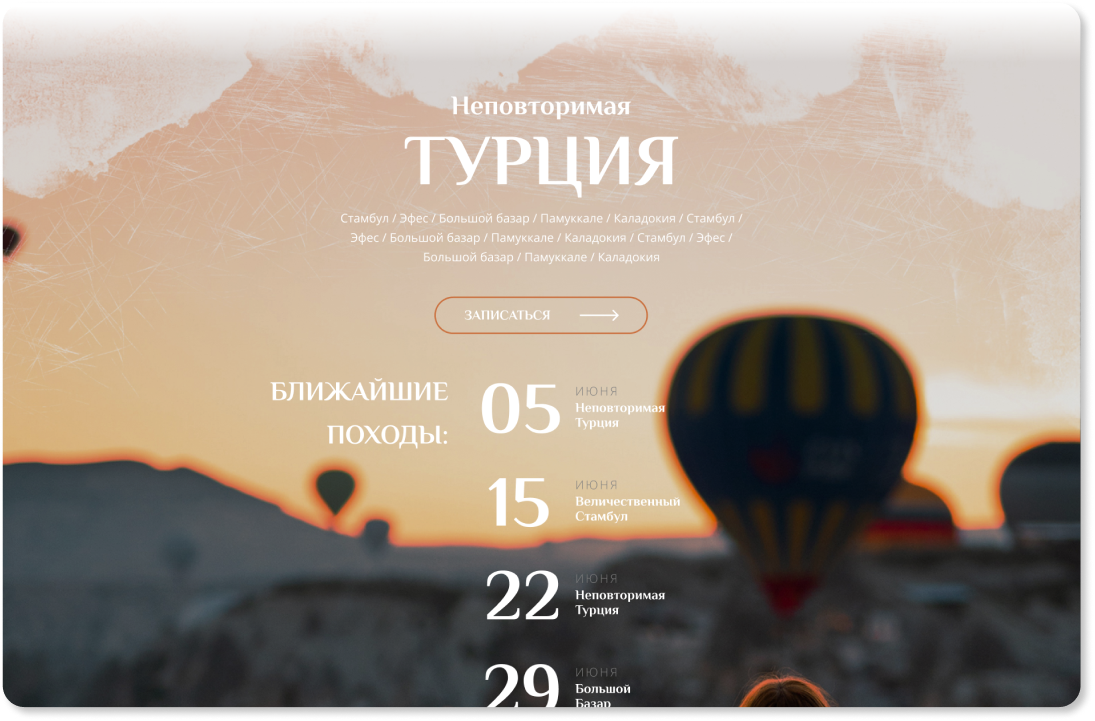 Неповторимая
ТУРЦИЯ
Стамбул / Эфес / Большой базар / Памуккале / Каладокия / Стамбул /
Эфес / Большой базар / Памуккале / Каладокия / Стамбул / Эфес /
Большой базар / Памуккале / Каладокия
ЗАПИСАТЬСЯ
БЛИЖАЙШИЕ
ПОХОДЫ:
05
ИЮНЯ
Неповторимая
Турция
15
ИЮНЯ
Величественный
Стамбул
22
ИЮНЯ
Неповторимая
Турция
29
ИЮНЯ
Большой
Базар